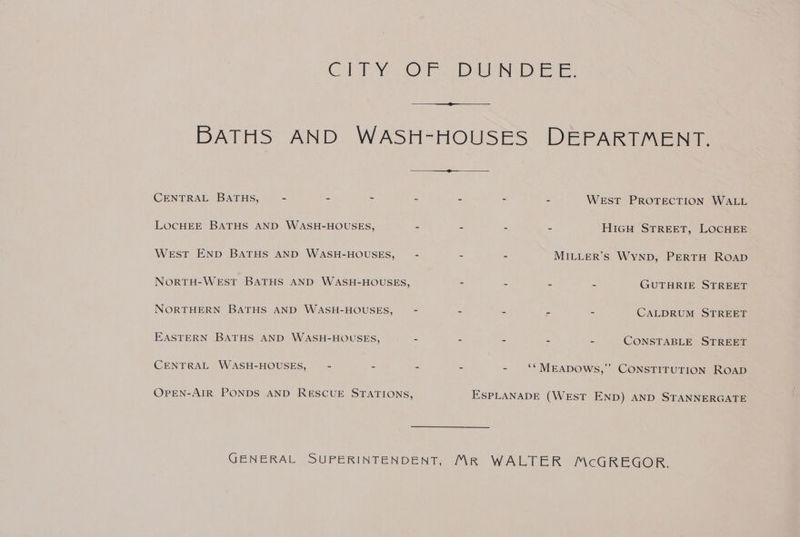 CITY OF DUNDEE.
BATHS AND WASH-HOUSES DEPARTMENT.
CENTRAL BATHS, - - - - - - - WEST PROTECTION WALL
LOCHEE BATHS AND WASH-HOUSES, - - - - HIGH STREET, LOCHEE
WEST END BATHS AND WASH-HOUSES, - - - MILLER'S WYND, PERTH ROAD
NORTH-WEST BATHS AND WASH-HOUSES, - - - - GUTHRIE STREET
NORTHERN BATHS AND WASH-HOUSES, - - - - - CALDRUM STREET
EASTERN BATHS AND WASH-HOUSES, - - - - - CONSTABLE STREET
CENTRAL WASH-HOUSES, - - - - - "MEADOWS," CONSTITUTION ROAD
OPEN-AIR PONDS AND RESCUE STATIONS, ESPLANADE (WEST END) AND STANNERGATE
GENERAL SUPERINTENDENT, MR WALTER McGREGOR.